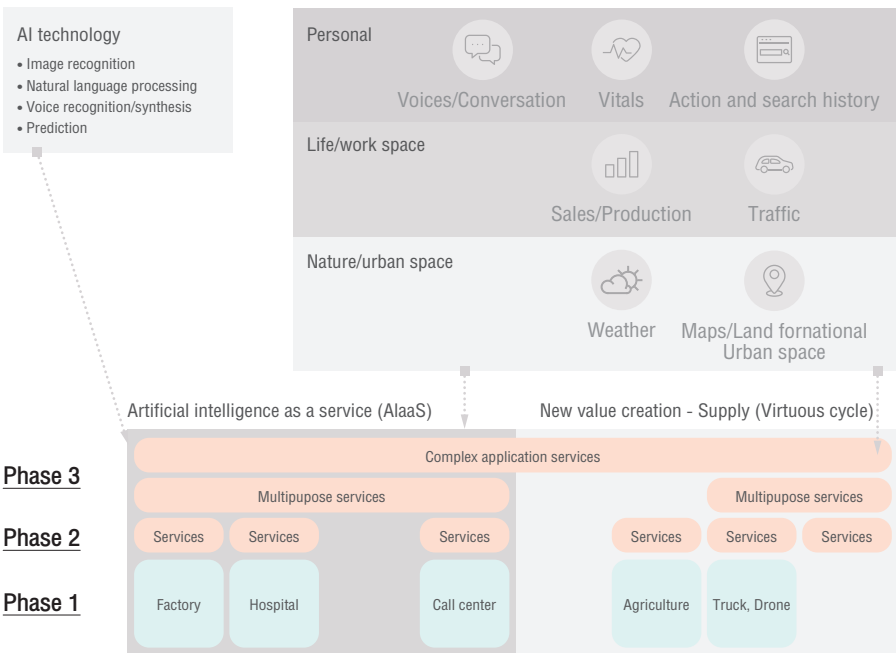 AI technology
• Image recognition
• Natural language processing
• Voice recognition/synthesis
• Prediction
Personal
Voices/Conversation
Vitals
Action and search history
Life/work space
Sales/Production
Traffic
Nature/urban space
Weather
Maps/Land fornational
Urban space
Artificial intelligence as a service (AIaaS)
New value creation - Supply (Virtuous cycle)
Complex application services
Phase 3
Multipupose services
Multipupose services
Phase 2
Services
Services
Services
Services
Services
Services
Phase 1
Factory
Hospital
Call center
Agriculture
Truck, Drone